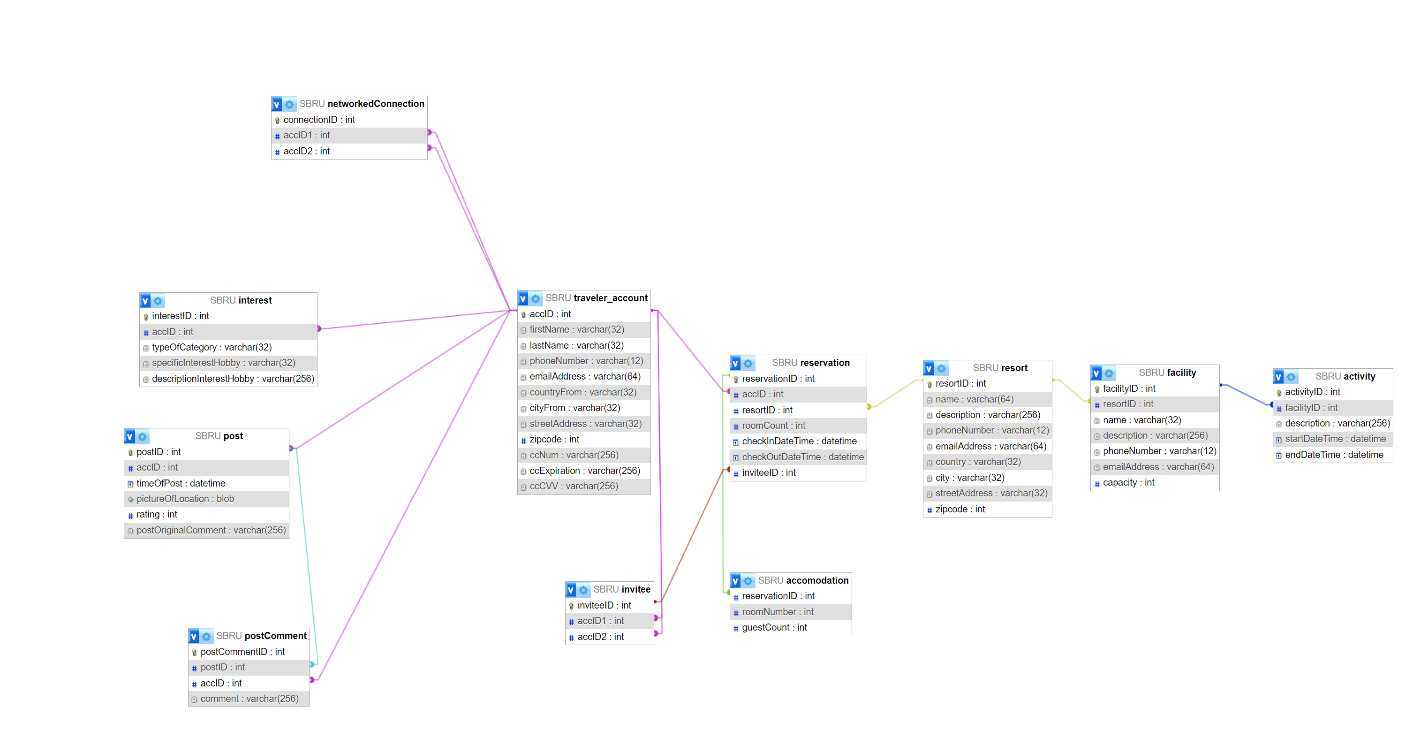 SBRU networkedConnection
connectionID : int
accID1 : int
accID2 : int
SBRU interest
interestID : int
accID : int
typeOfCategory : varchar(32)
specificInterestHobby : varchar(32)
descriptionInterestHobby : varchar(256)
SBRU post
postID : int
accID : int
timeOfPost : datetime
pictureOfLocation : blob
rating : int
postOriginalComment : varchar(256)
SBRU postComment
postCommentID : int
postID : int
accID : int
comment : varchar(256)
SBRU traveler_account
accID : int
firstName : varchar(32)
lastName : varchar(32)
phoneNumber : varchar(12)
emailAddress : varchar(64)
countryFrom : varchar(32)
cityFrom : varchar(32)
streetAddress : varchar(32)
zipcode : int
ccNum : varchar(256)
ccExpiration : varchar(256)
ccCVV : varchar(256)
SBRU invitee
inviteeID : int
accID1 : int
accID2 : int
SBRU reservation
reservationID : int
accID : int
resortID : int
roomCount : int
checkInDateTime : datetime
checkOutDateTime : datetime
inviteeID : int
SBRU accomodation
reservationID : int
roomNumber : int
guestCount : int
SBRU resort
resortID : int
name : varchar(64)
description : varchar(256)
phoneNumber : varchar(12)
emailAddress : varchar(64)
country : varchar(32)
city : varchar(32)
streetAddress : varchar(32)
zipcode : int
SBRU facility
facilityID : int
resortID : int
name : varchar(32)
description : varchar(256)
phoneNumber : varchar(12)
emailAddress : varchar(64)
capacity : int
SBRU activity
activityID : int
facilityID : int
description : varchar(256)
startDateTime : datetime
endDateTime : datetime